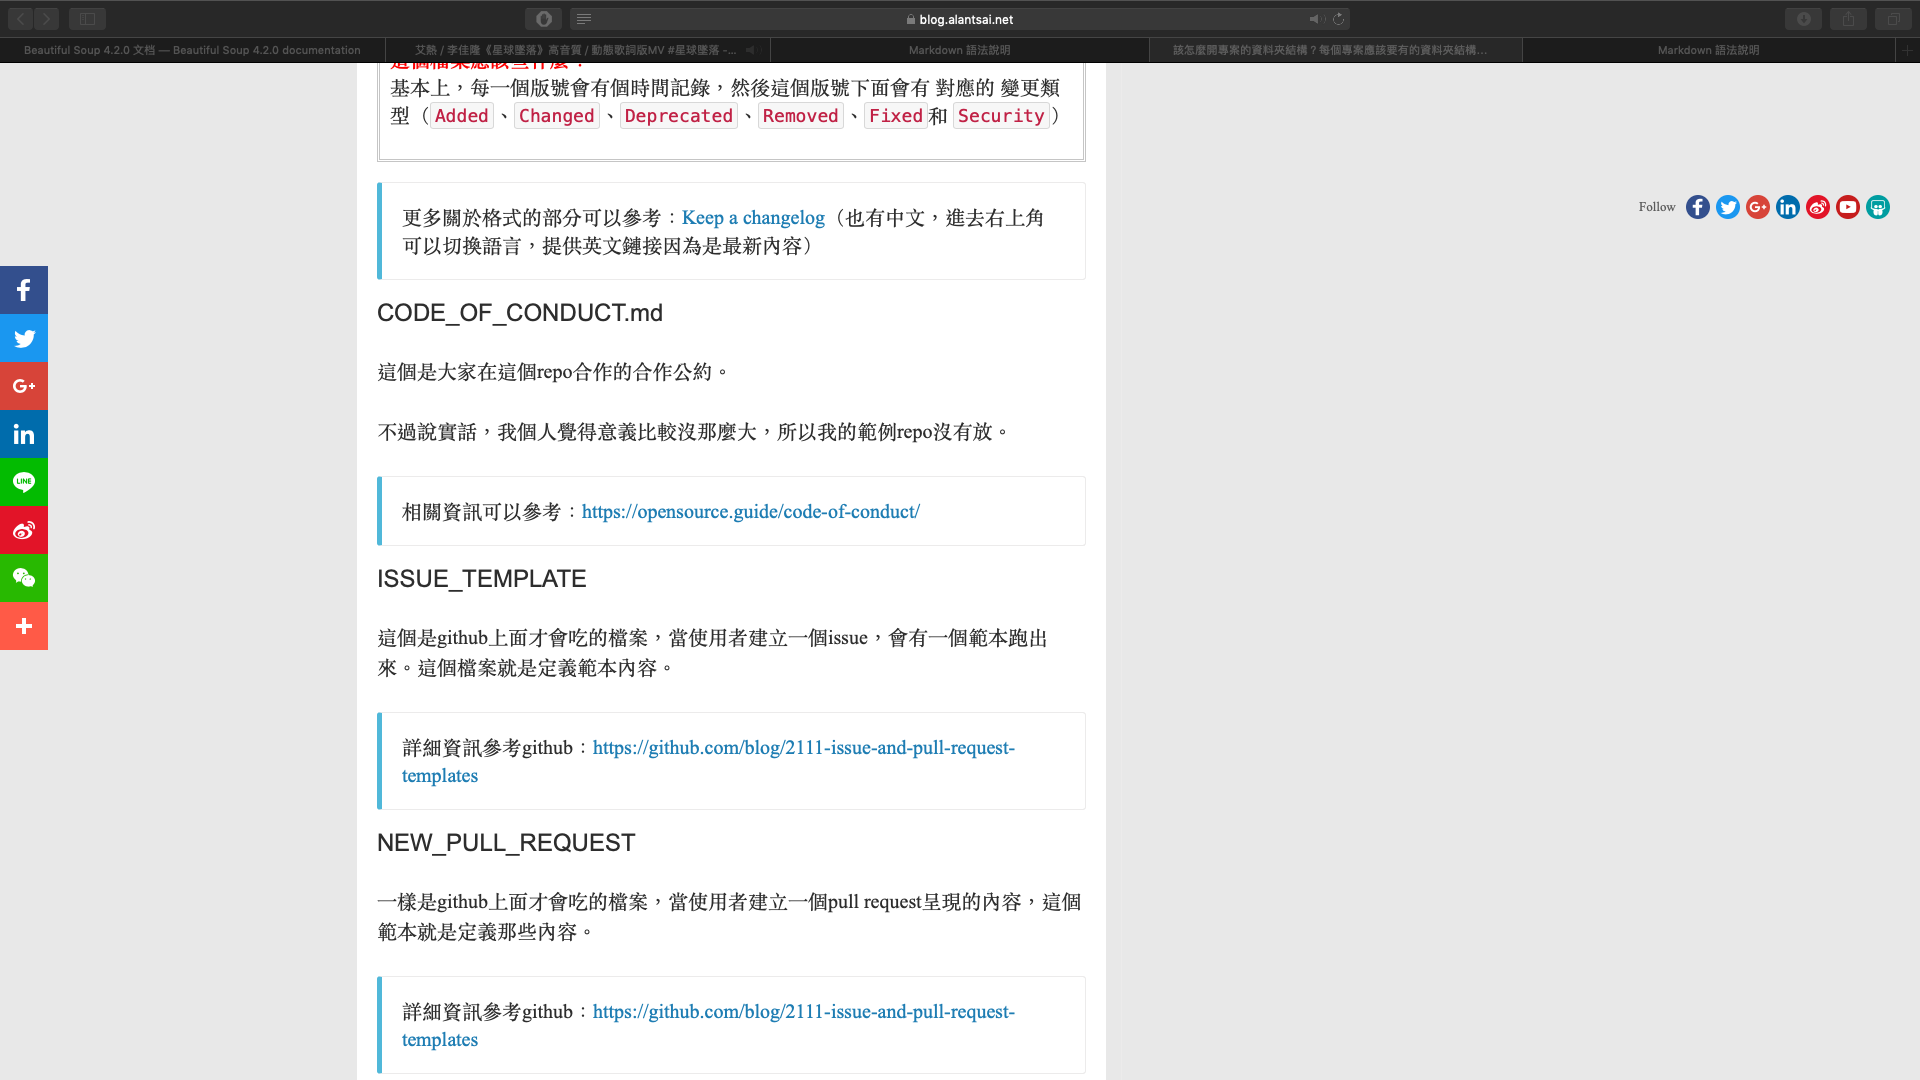 blog.alantsai.net
Beautiful Soup 4.2.0 文档 — Beautiful Soup 4.2.0 documentation
艾熱 / 李佳隆《星球墜落》高音質 / 動態歌詞版MV #星球墜落 -...
Markdown 語法說明
該怎麼開專案的資料夾結構？每個專案應該要有的資料夾結構...
Markdown 語法說明
基本上，每一個版號會有個時間記錄，然後這個版號下面會有 對應的 變更類
型（Added、Changed、Deprecated、Removed、Fixed和 Security）
更多關於格式的部分可以參考：Keep a changelog（也有中文，進去右上角
可以切換語言，提供英文鏈接因為是最新內容）
Follow
CODE_OF_CONDUCT.md
這個是大家在這個repo合作的合作公約。
不過說實話，我個人覺得意義比較沒那麼大，所以我的範例repo沒有放。
LINE
相關資訊可以參考：https://opensource.guide/code-of-conduct/
ISSUE_TEMPLATE
這個是github上面才會吃的檔案，當使用者建立一個issue，會有一個範本跑出
來。這個檔案就是定義範本內容。
詳細資訊參考github：https://github.com/blog/2111-issue-and-pull-request-
templates
NEW_PULL_REQUEST
一樣是github上面才會吃的檔案，當使用者建立一個pull request呈現的內容，這個
範本就是定義那些內容。
詳細資訊參考github：https://github.com/blog/2111-issue-and-pull-request-
templates